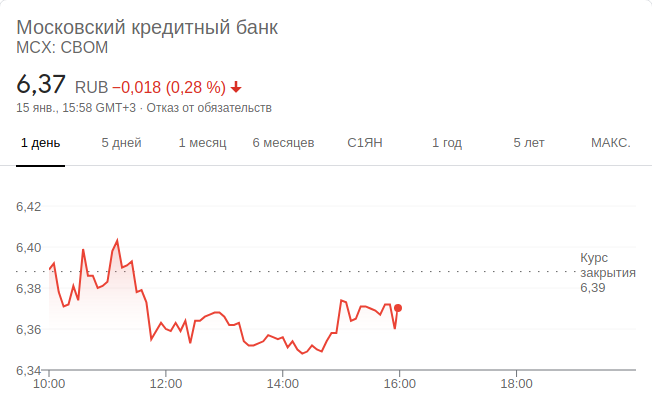 Московский кредитный банк
MCX: CBOM
6,37 RUB −0,018 (0,28 %)
15 янв., 15:58 GMT+3 · Отказ от обязательств
1 день 5 дней 1 месяц 6 месяцев С1ЯН 1 год 5 лет МАКС.
6,42
6,40
Курс
закрытия
6,39
6,38
6,36
6,34
10:00 12:00 14:00 16:00 18:00